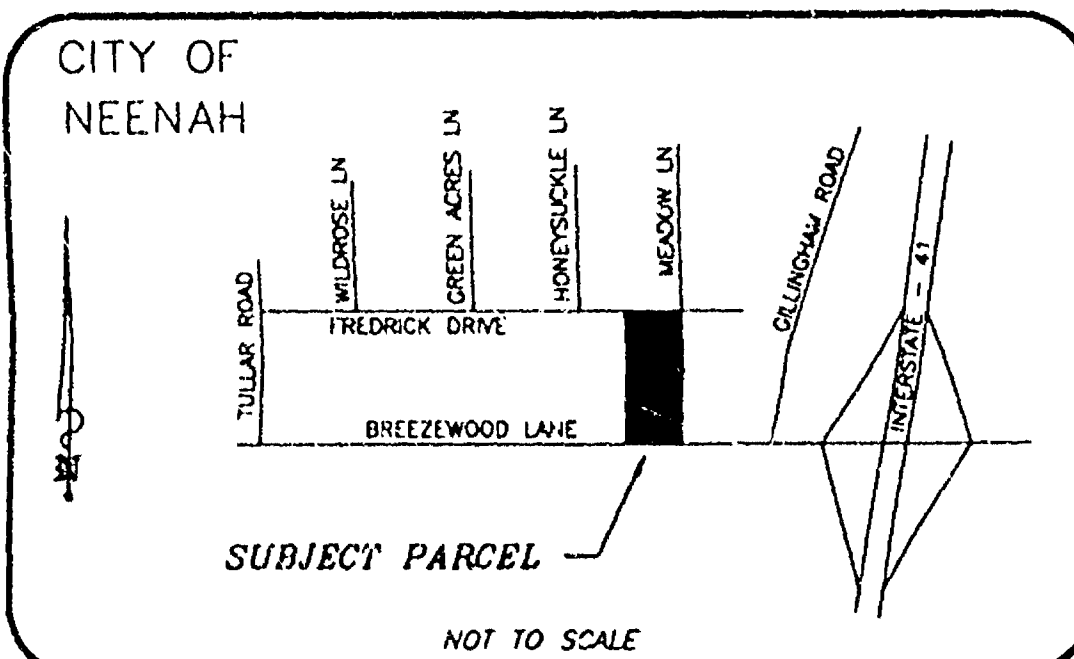 CITY OF
NEENAH
WILDROSE LN
GREEN ACRES LN
HONEYSUCKLE LN
MEADOW LN
GILLINGHAM ROAD
INTERSTATE - 41
TULLAR ROAD
FREDRICK DRIVE
BREEZEWOOD LANE
SUBJECT PARCEL
NOT TO SCALE